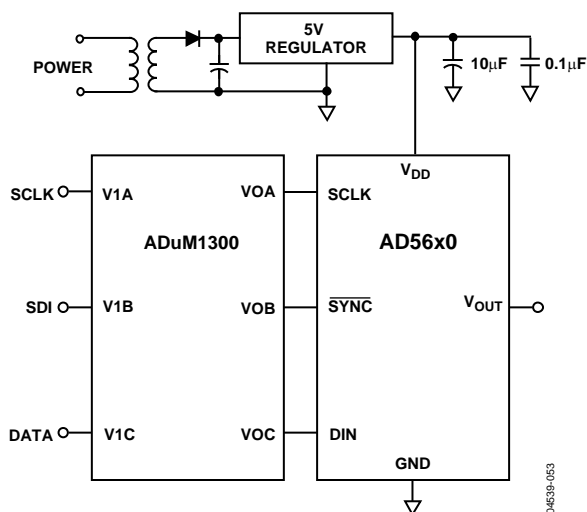 5V
REGULATOR
POWER
10μF
0.1μF
VDD
SCLK
V1A
VOA
SCLK
ADuM1300
AD56x0
SDI
V1B
VOB
SYNC
VOUT
DATA
V1C
VOC
DIN
GND
04539-053